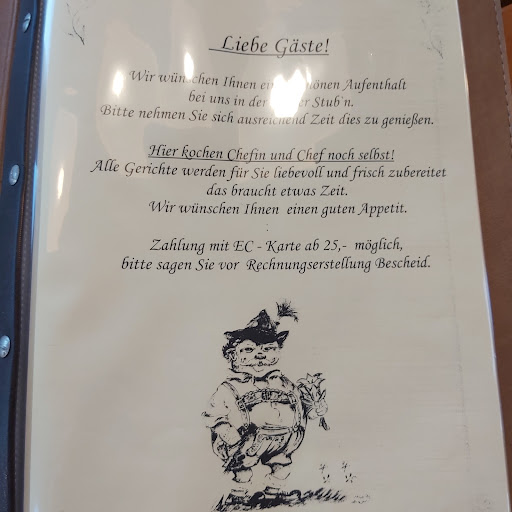 Liebe Gäste!
Wir wünschen Ihnen einen schönen Aufenthalt
bei uns in der Stub'n.
Bitte nehmen Sie sich ausreichend Zeit dies zu genießen.
Hier kochen Chefin und Chef noch selbst!
Alle Gerichte werden für Sie liebevoll und frisch zubereitet
das braucht etwas Zeit.
Wir wünschen Ihnen einen guten Appetit.
Zahlung mit EC - Karte ab 25,- möglich,
bitte sagen Sie vor Rechnungserstellung Bescheid.